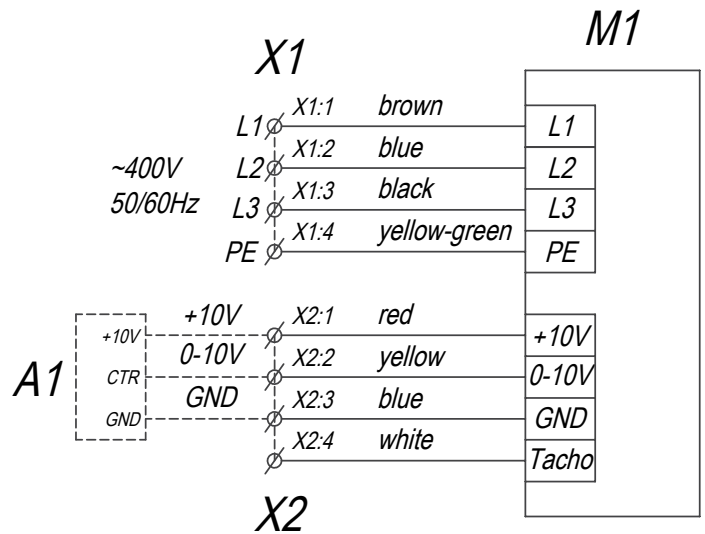 M1
X1
L1 X1:1 brown L1
L2 X1:2 blue L2
~400V
50/60Hz
L3 X1:3 black L3
PE X1:4 yellow-green PE
+10V +10V X2:1 red +10V
A1
CTR 0-10V X2:2 yellow 0-10V
GND GND X2:3 blue GND
X2:4 white Tacho
X2